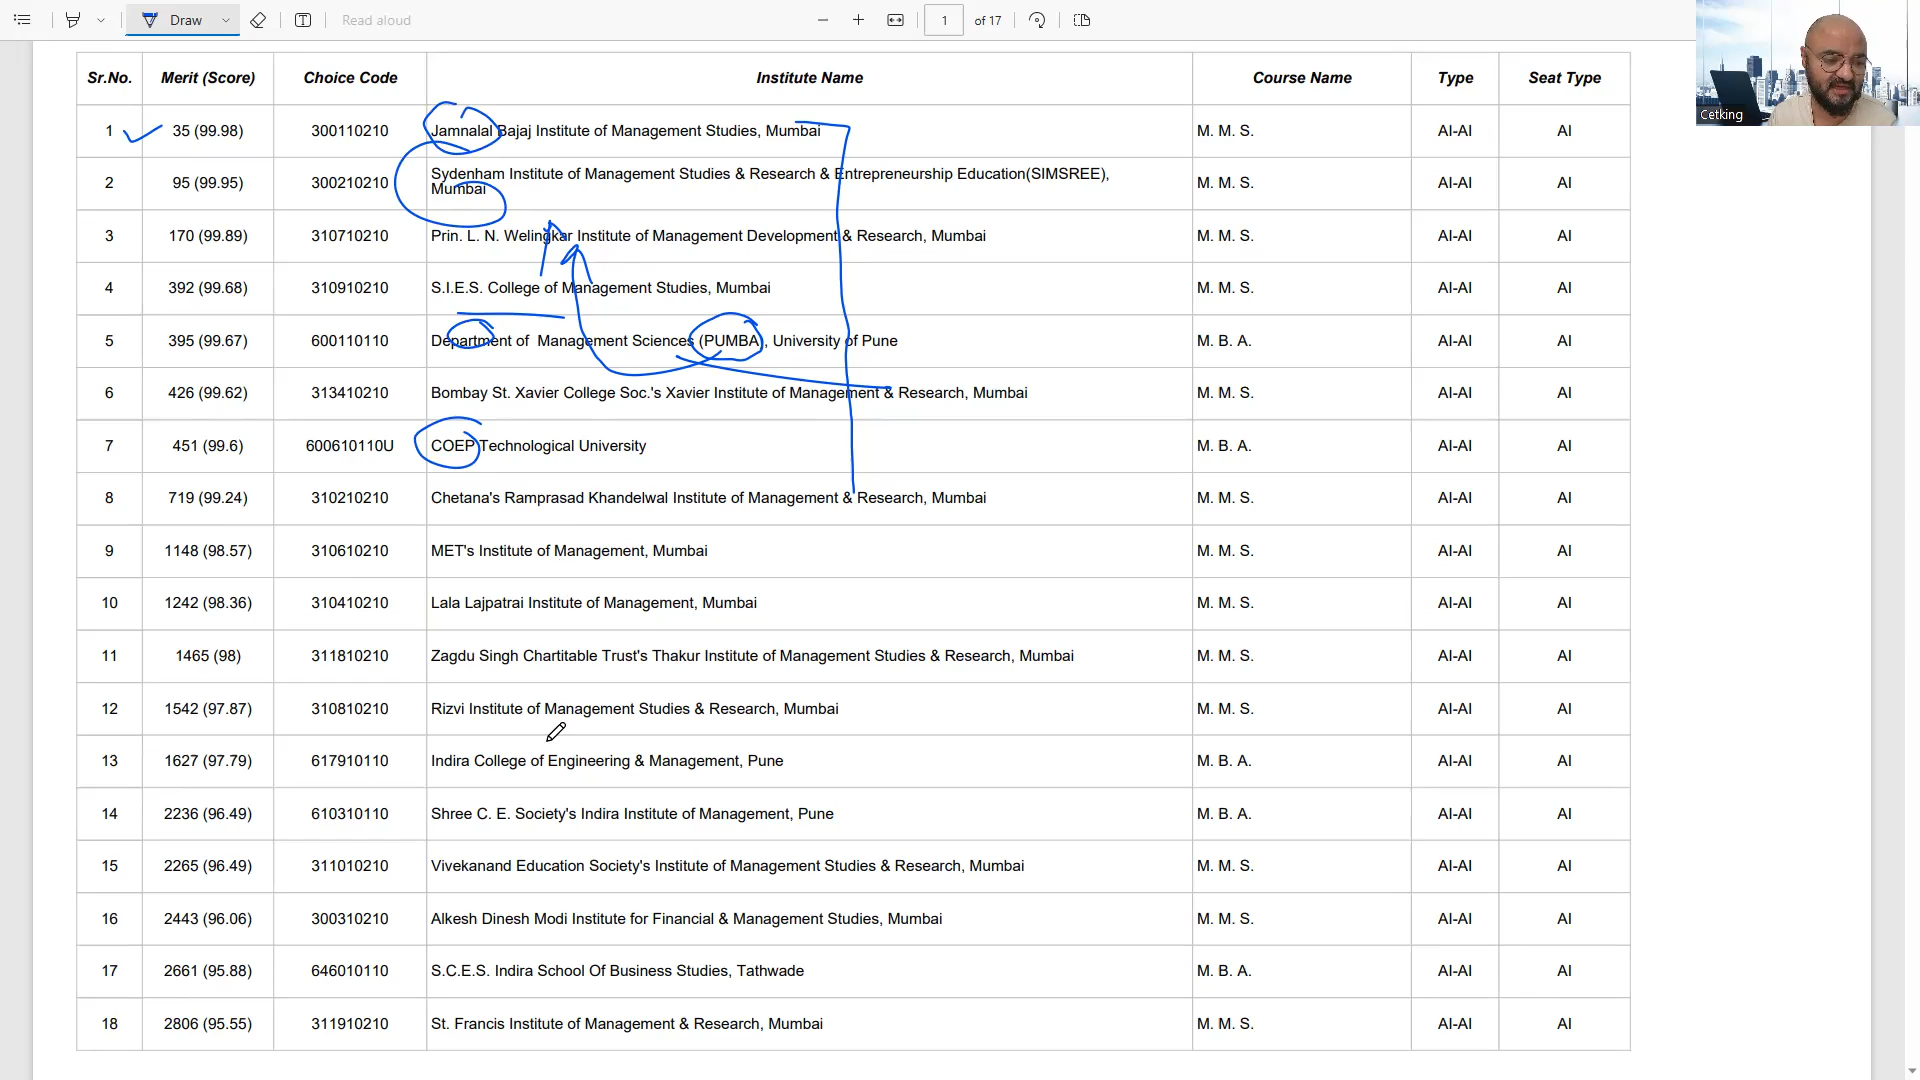 Draw
Read aloud
1 of 17
Cetking
Sr.No. Merit (Score) Choice Code Institute Name Course Name Type Seat Type
1 35 (99.98) 300110210 Jamnalal Bajaj Institute of Management Studies, Mumbai M. M. S. AI-AI AI
2 95 (99.95) 300210210 Sydenham Institute of Management Studies & Research & Entrepreneurship Education(SIMSREE),
Mumbai M. M. S. AI-AI AI
3 170 (99.89) 310710210 Prin. L. N. Welingkar Institute of Management Development & Research, Mumbai M. M. S. AI-AI AI
4 392 (99.68) 310910210 S.I.E.S. College of Management Studies, Mumbai M. M. S. AI-AI AI
5 395 (99.67) 600110110 Department of Management Sciences (PUMBA), University of Pune M. B. A. AI-AI AI
6 426 (99.62) 313410210 Bombay St. Xavier College Soc.'s Xavier Institute of Management & Research, Mumbai M. M. S. AI-AI AI
7 451 (99.6) 600610110U COEP Technological University M. B. A. AI-AI AI
8 719 (99.24) 310210210 Chetana's Ramprasad Khandelwal Institute of Management & Research, Mumbai M. M. S. AI-AI AI
9 1148 (98.57) 310610210 MET's Institute of Management, Mumbai M. M. S. AI-AI AI
10 1242 (98.36) 310410210 Lala Lajpatrai Institute of Management, Mumbai M. M. S. AI-AI AI
11 1465 (98) 311810210 Zagdu Singh Chartitable Trust's Thakur Institute of Management Studies & Research, Mumbai M. M. S. AI-AI AI
12 1542 (97.87) 310810210 Rizvi Institute of Management Studies & Research, Mumbai M. M. S. AI-AI AI
13 1627 (97.79) 617910110 Indira College of Engineering & Management, Pune M. B. A. AI-AI AI
14 2236 (96.49) 610310110 Shree C. E. Society's Indira Institute of Management, Pune M. B. A. AI-AI AI
15 2265 (96.49) 311010210 Vivekanand Education Society's Institute of Management Studies & Research, Mumbai M. M. S. AI-AI AI
16 2443 (96.06) 300310210 Alkesh Dinesh Modi Institute for Financial & Management Studies, Mumbai M. M. S. AI-AI AI
17 2661 (95.88) 646010110 S.C.E.S. Indira School Of Business Studies, Tathwade M. B. A. AI-AI AI
18 2806 (95.55) 311910210 St. Francis Institute of Management & Research, Mumbai M. M. S. AI-AI AI